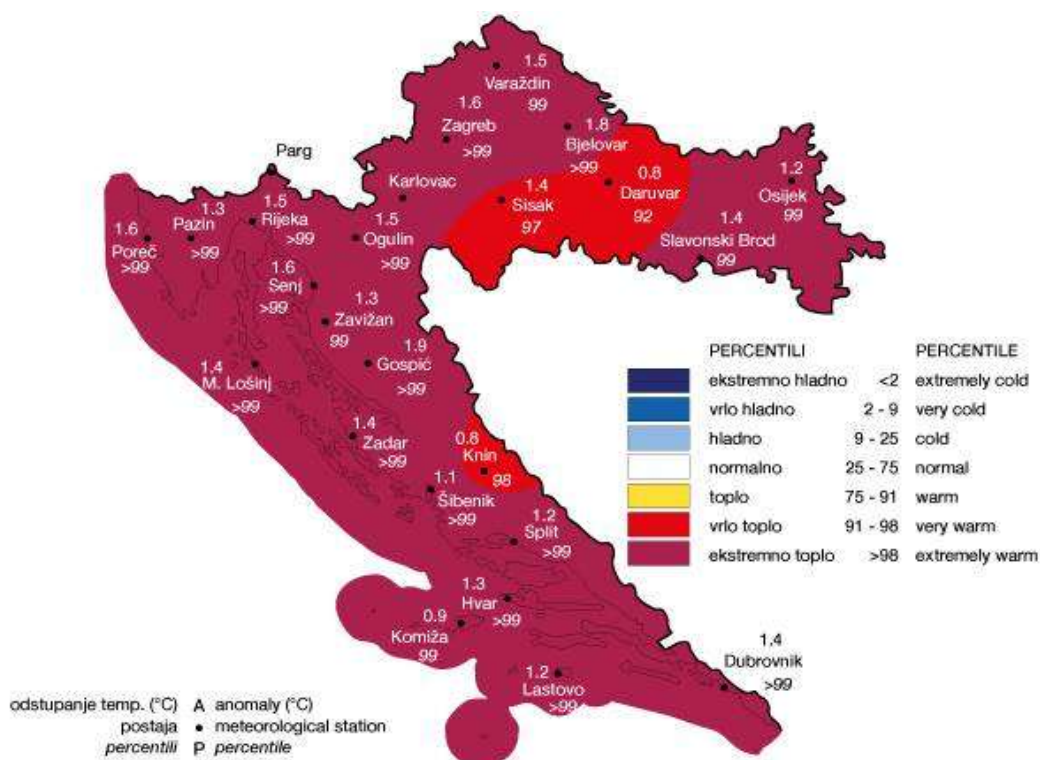 1.5
Varaždin
99
1.6
Zagreb
>99
1.8
Bjelovar
>99
Parg
Karlovac
1.4
Sisak
97
0.8
Daruvar
92
1.2
Osijek
99
1.4
Slavonski Brod
99
1.6
Poreč
>99
1.3
Pazin
>99
1.5
Rijeka
>99
1.5
Ogulin
>99
1.6
Senj
>99
1.3
Zavižan
99
1.9
Gospić
>99
1.4
M. Lošinj
>99
1.4
Zadar
>99
0.8
Knin
98
1.1
Šibenik
>99
1.2
Split
>99
1.3
Hvar
>99
0.9
Komiža
99
1.2
Lastovo
>99
1.4
Dubrovnik
>99
PERCENTILI PERCENTILE
ekstremno hladno <2 extremely cold
vrlo hladno 2 - 9 very cold
hladno 9 - 25 cold
normalno 25 - 75 normal
toplo 75 - 91 warm
vrlo toplo 91 - 98 very warm
ekstremno toplo >98 extremely warm
odstupanje temp. (°C) A anomaly (°C)
postaja • meteorological station
percentili P percentile